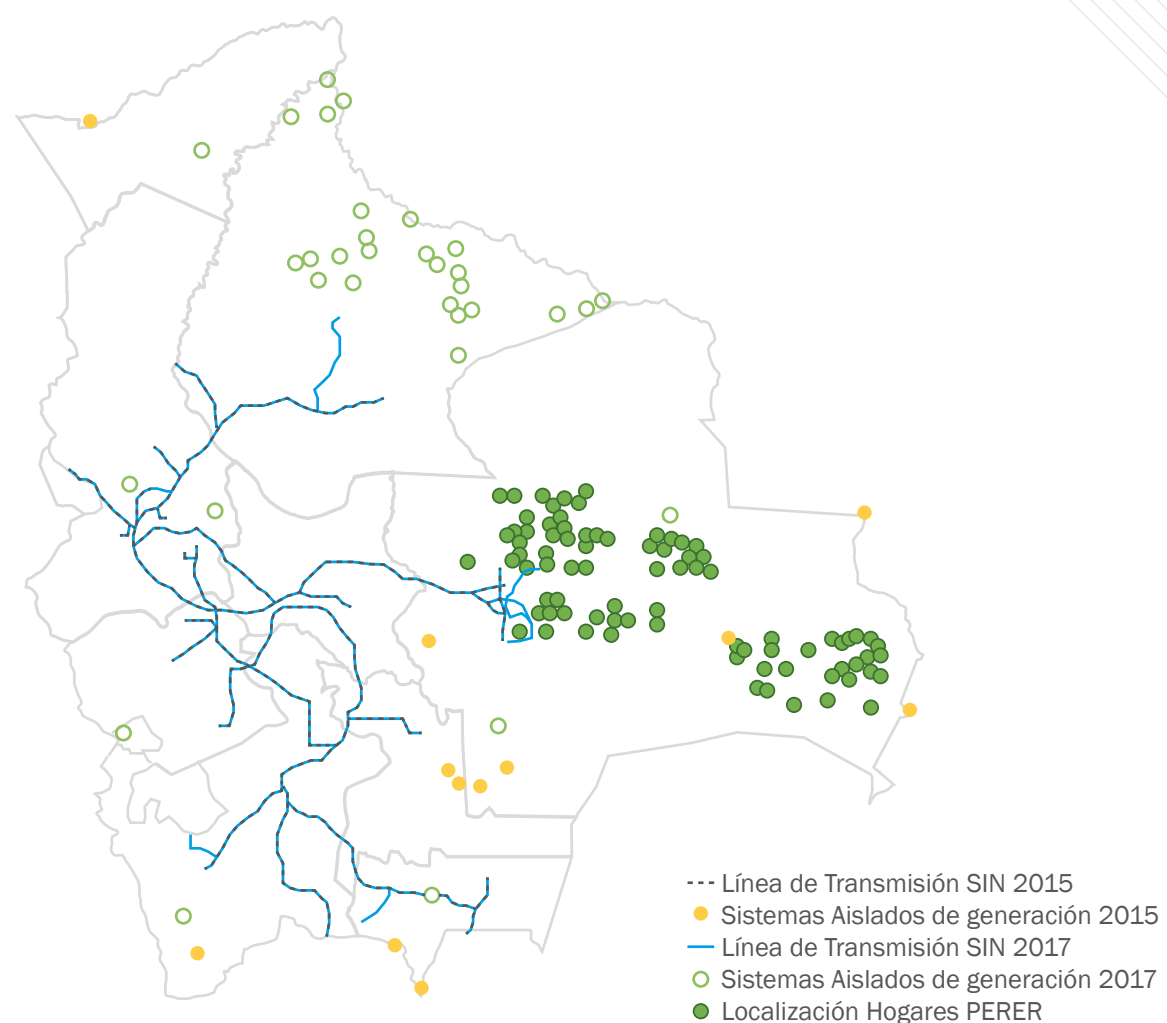 Línea de Transmisión SIN 2015
Sistemas Aislados de generación 2015
Línea de Transmisión SIN 2017
Sistemas Aislados de generación 2017
Localización Hogares PERER